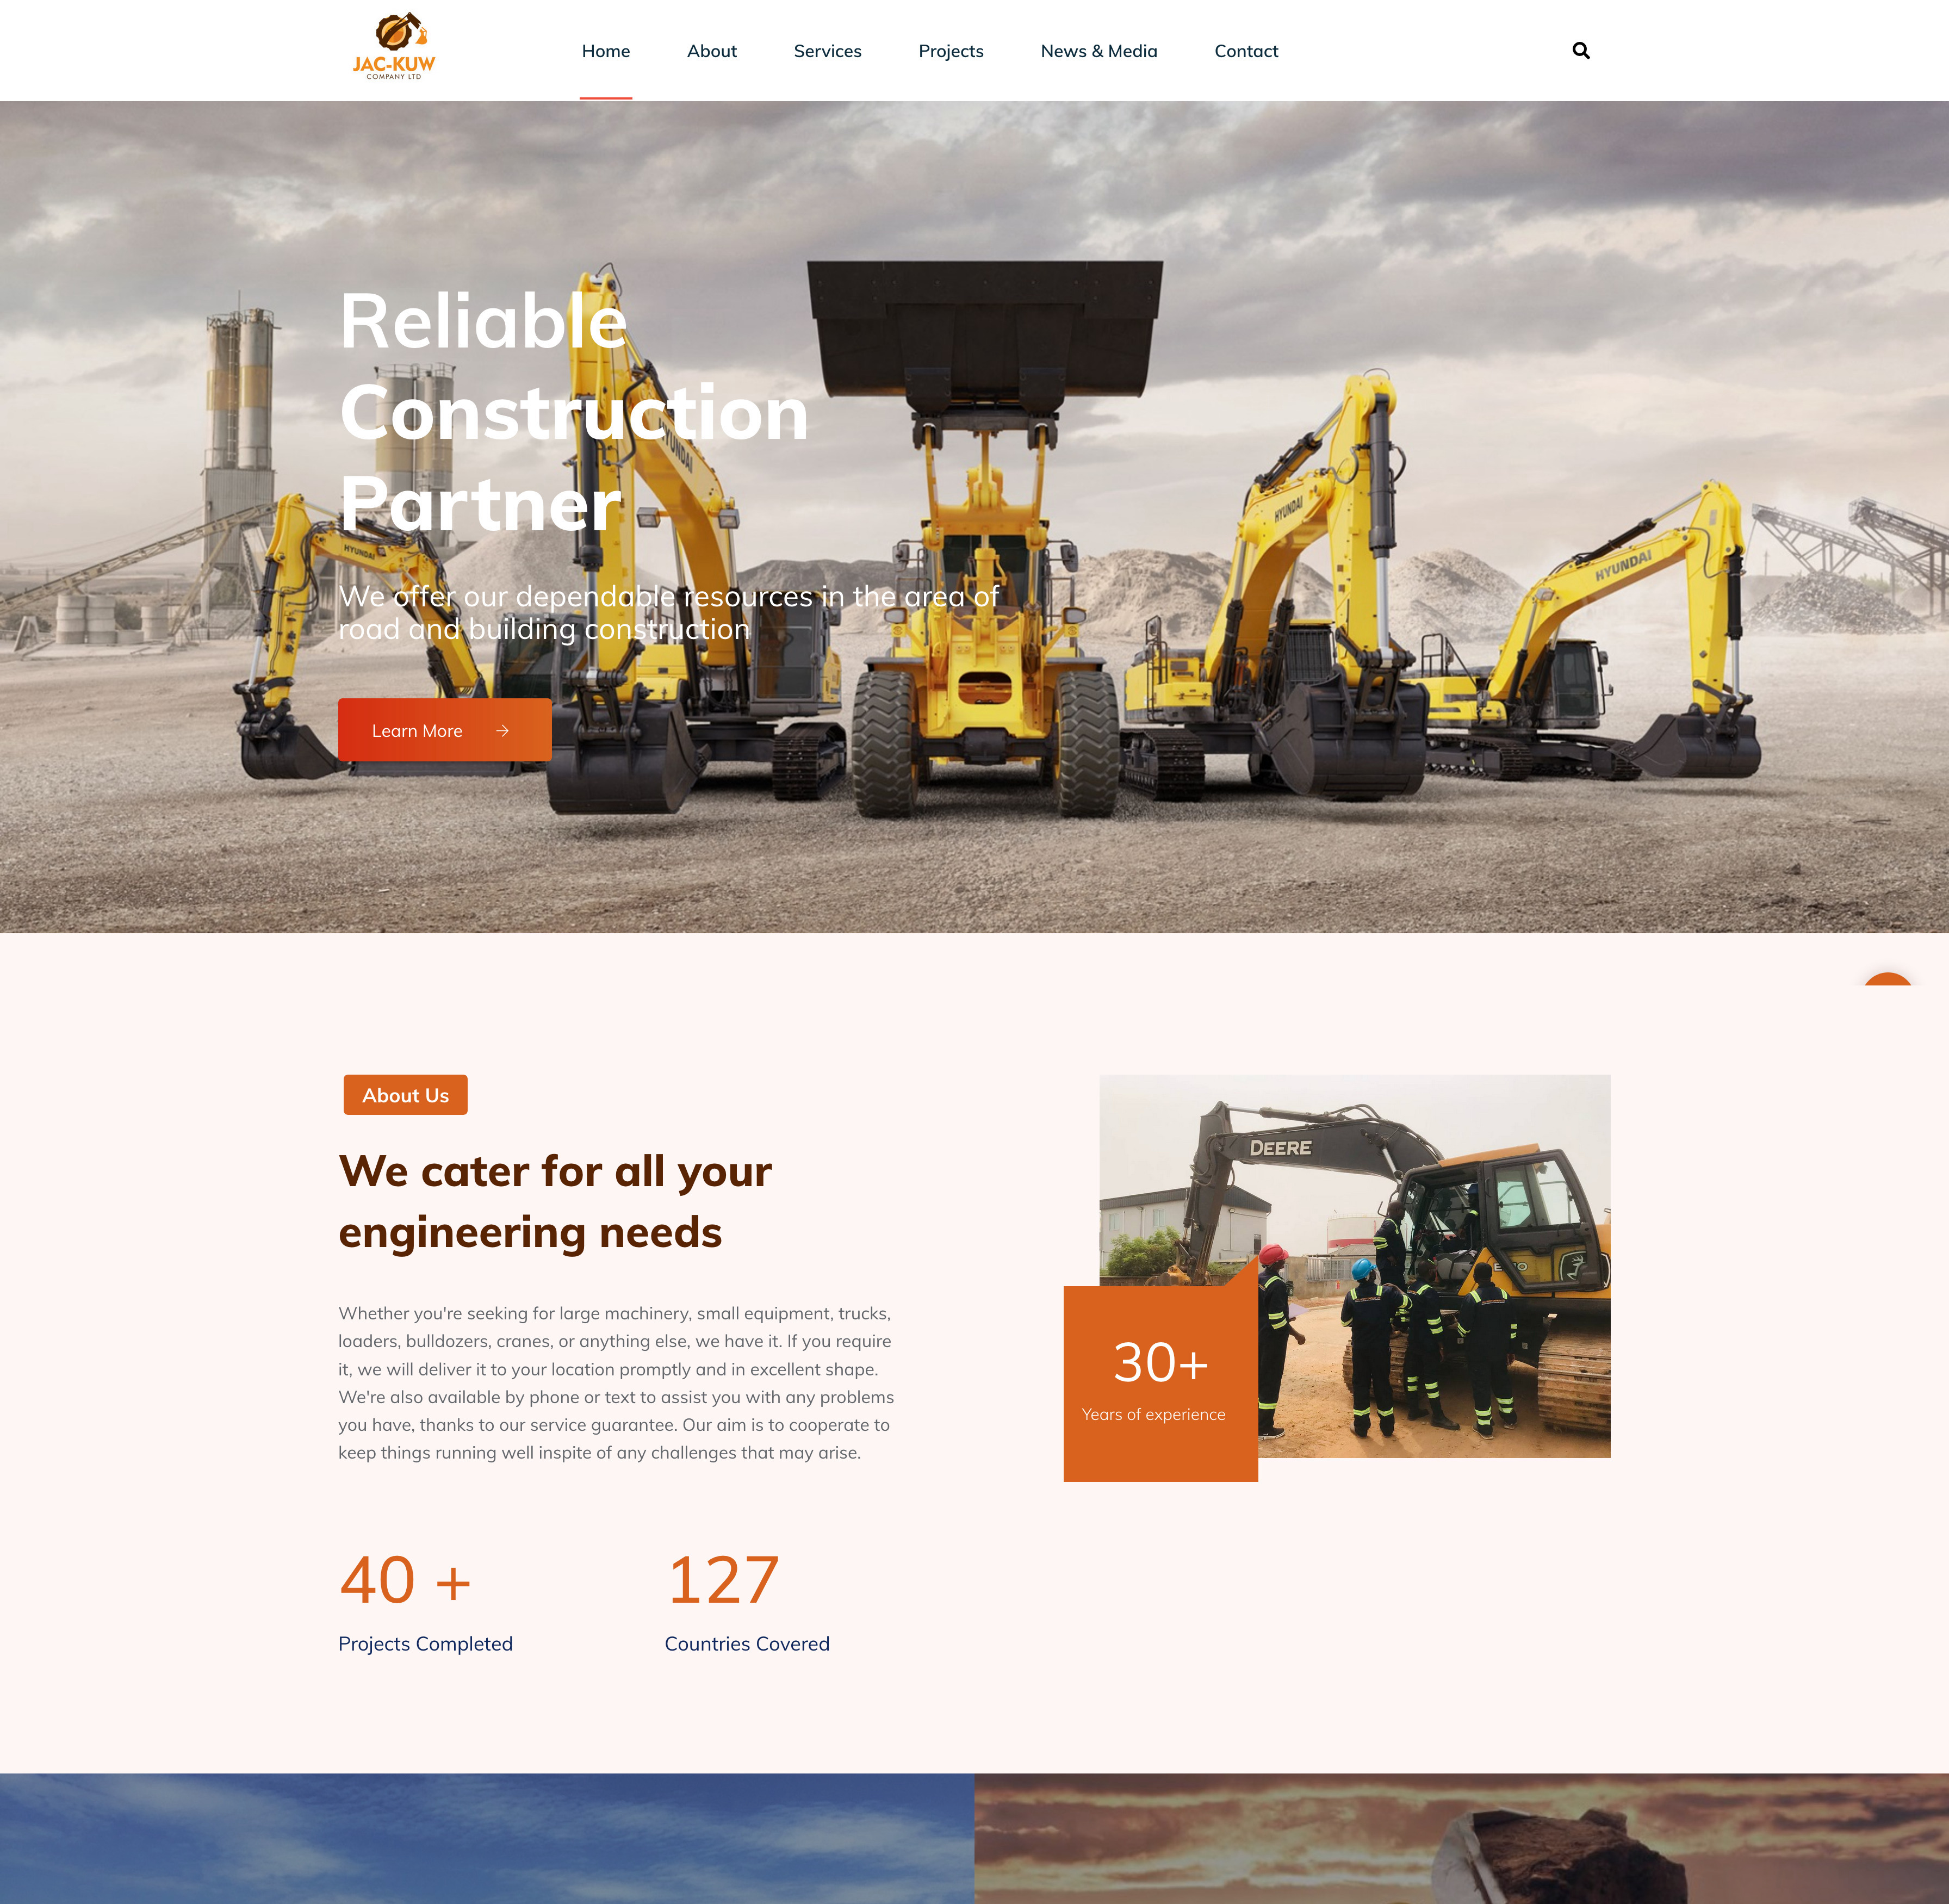 JAC-KUW
COMPANY LTD
Home
About
Services
Projects
News & Media
Contact
Reliable
Construction
Partner
HYUNDAI
HYUNDAI
HYUNDAI
HYUNDAI
We offer our dependable resources in the area of
road and building construction
Learn More
About Us
We cater for all your
engineering needs
Whether you're seeking for large machinery, small equipment, trucks,
loaders, bulldozers, cranes, or anything else, we have it. If you require
it, we will deliver it to your location promptly and in excellent shape.
We're also available by phone or text to assist you with any problems
you have, thanks to our service guarantee. Our aim is to cooperate to
keep things running well inspite of any challenges that may arise.
DEERE
30+
Years of experience
40 +
Projects Completed
127
Countries Covered